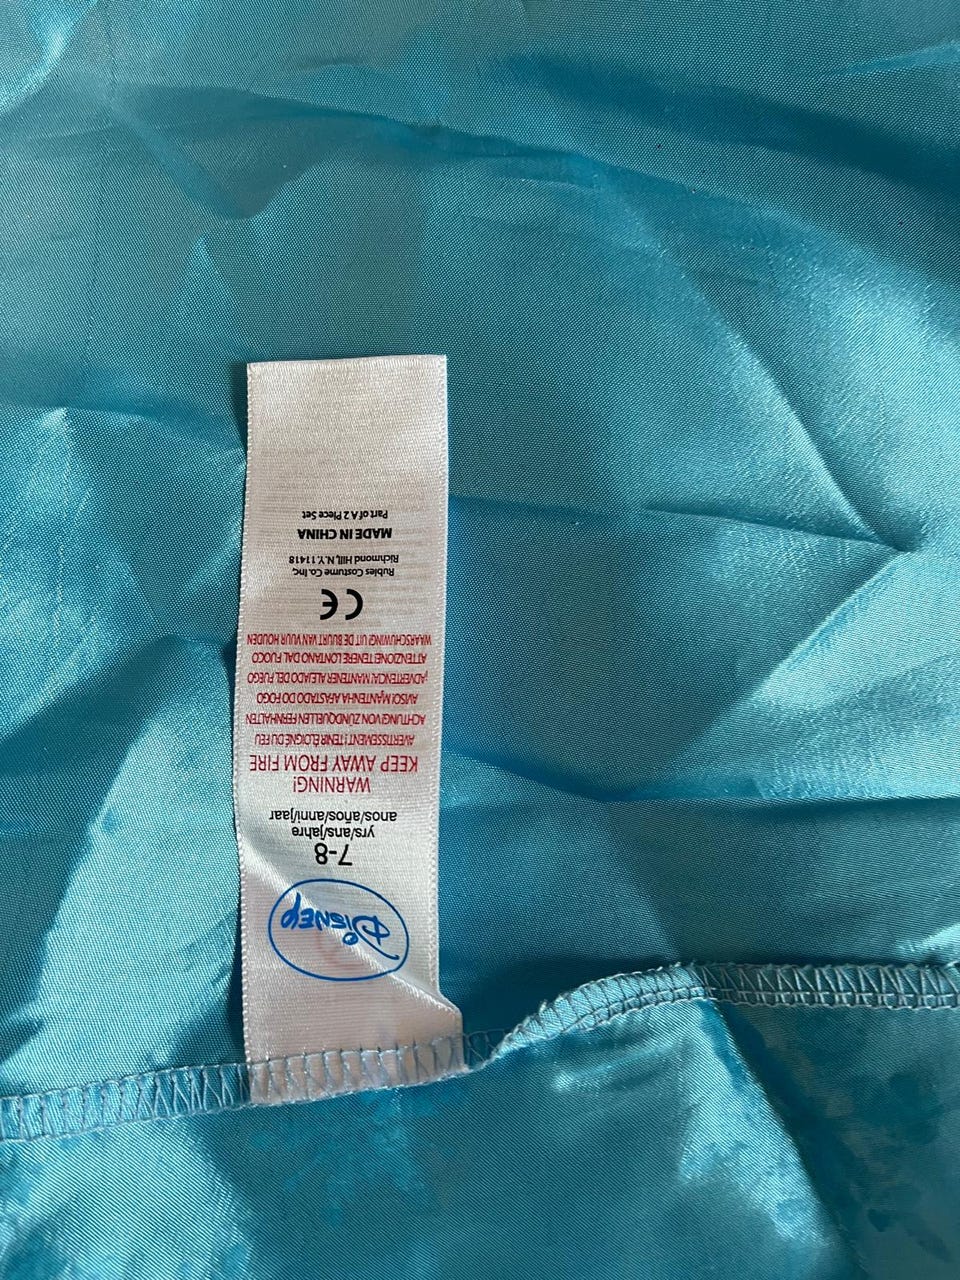 DISNEY
7-8
yrs/ans/jahre
anos/años/anni/jaar
WARNING!
KEEP AWAY FROM FIRE
AVERTISSEMENT! TENIR ÉLOIGNÉ DU FEU
ACHTUNG! VON ZÜNDQUELLEN FERNHALTEN
AVISO! MANTENHA AFASTADO DO FOGO
¡ADVERTENCIA! MANTENER ALEJADO DEL FUEGO
ATTENZIONE TENERE LONTANO DAL FUOCO
WAARSCHUWING! UIT DE BUURT VAN VUUR HOUDEN
CE
Rubies Costume Co. Inc,
Richmond Hill, N.Y. 11418
MADE IN CHINA
Part of A 2 Piece Set